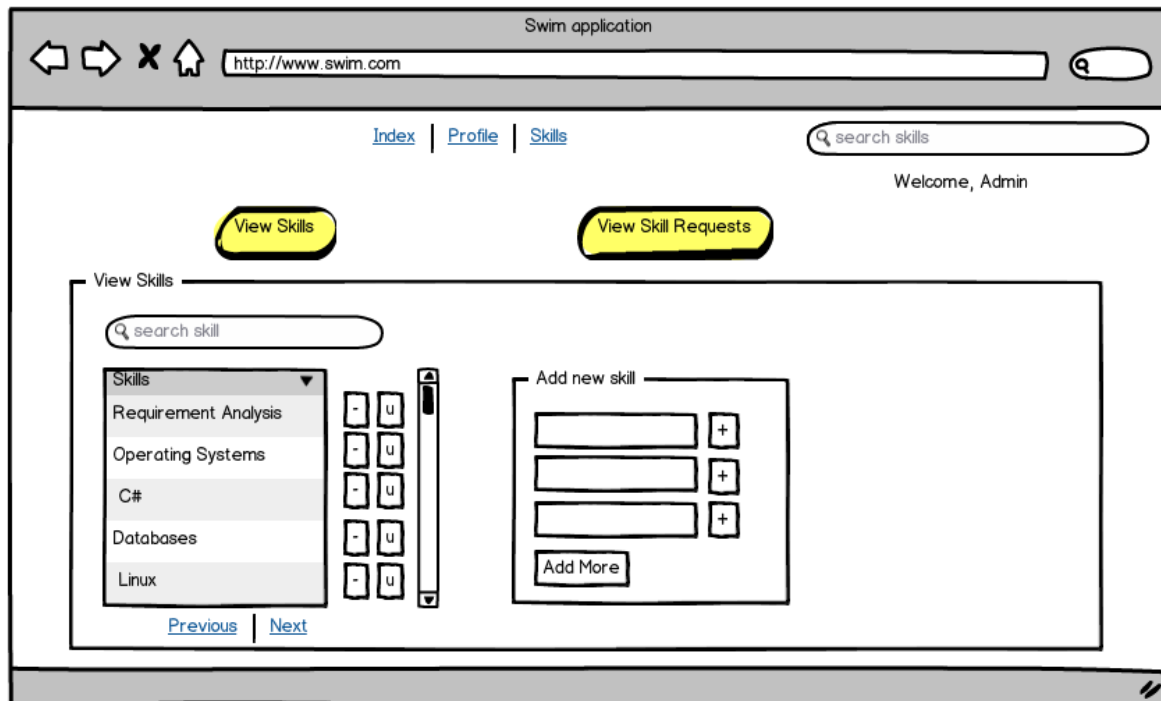 Swim application
http://www.swim.com
Index Profile Skills
search skills
Welcome, Admin
View Skills
View Skill Requests
View Skills
search skill
Skills
Requirement Analysis
- u
Operating Systems
- u
C#
- u
Databases
- u
Linux
- u
Previous Next
Add new skill
+
+
+
Add More